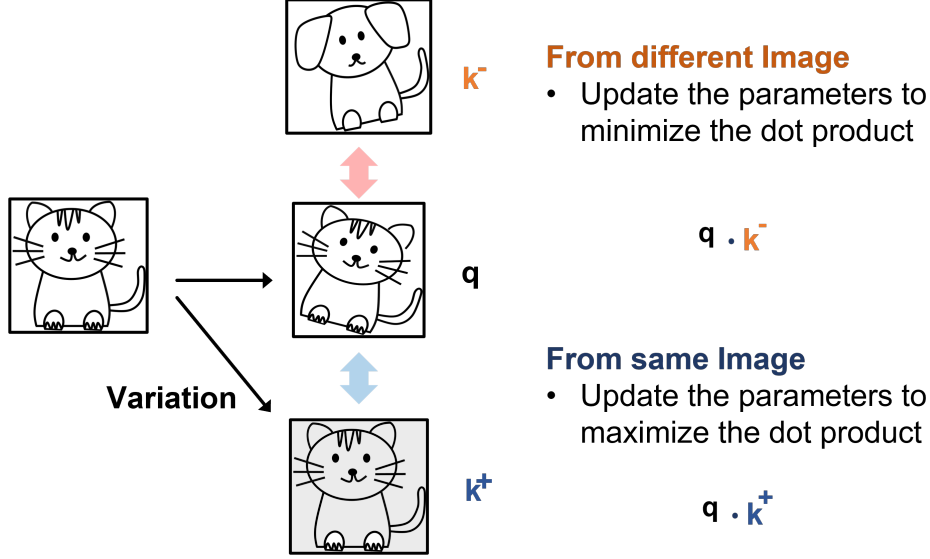 k-
From different Image
• Update the parameters to
minimize the dot product
q · k-
q
From same Image
• Update the parameters to
maximize the dot product
Variation
k+
q · k+